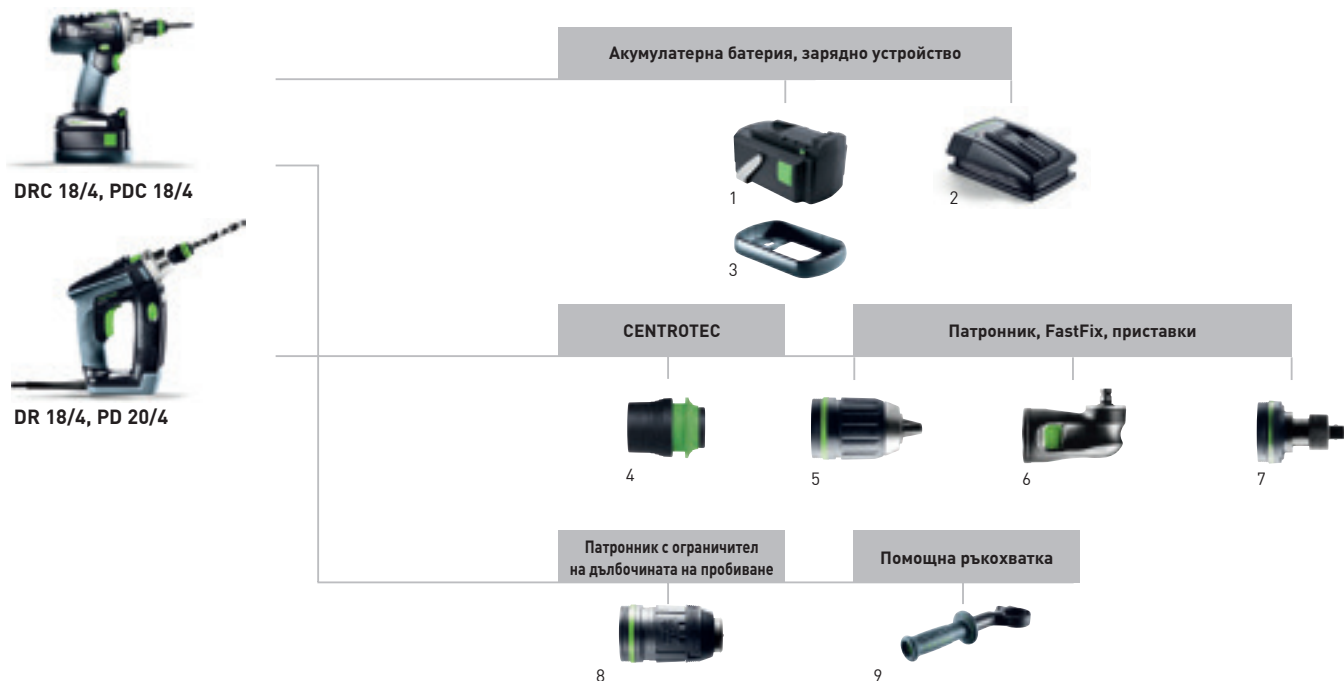 Акумулатерна батерия, зарядно устройство
1
2
DRC 18/4, PDC 18/4
3
CENTROTEC
Патронник, FastFix, приставки
DR 18/4, PD 20/4
4
5
6
7
Патронник с ограничител
на дълбочината на пробиване
Помощна ръкохватка
8
9